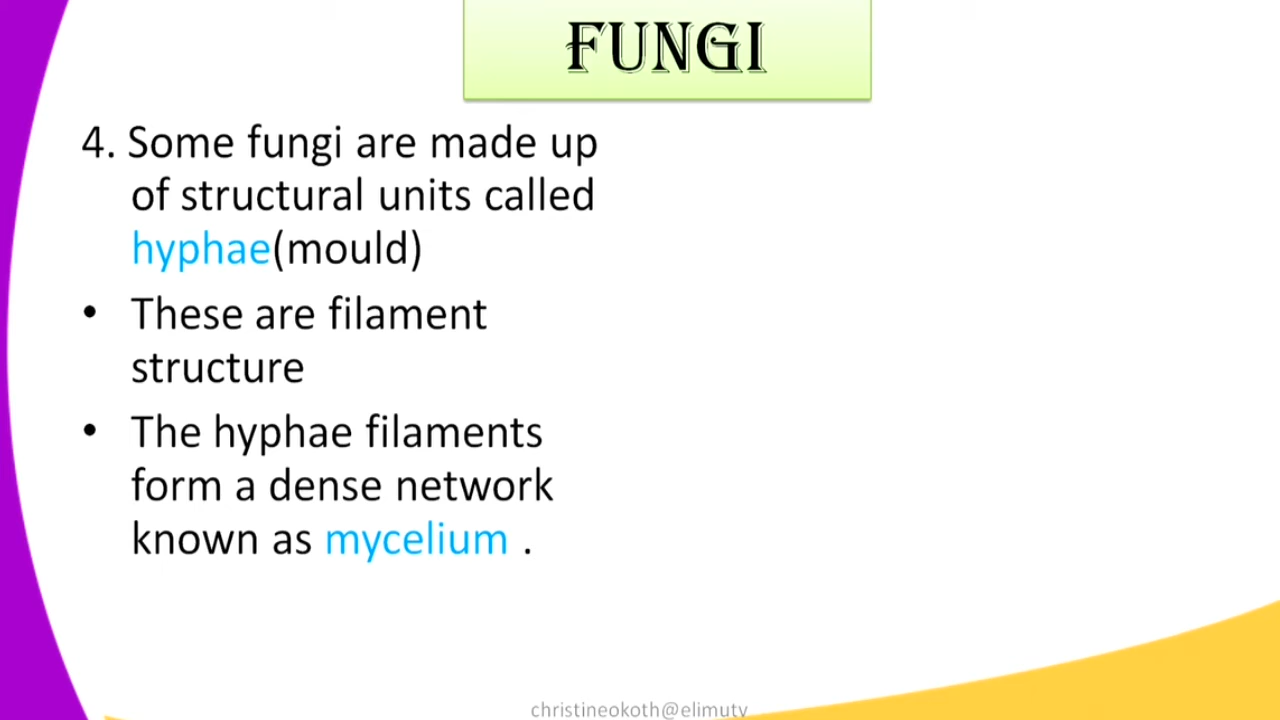 FUNGI
4. Some fungi are made up
of structural units called
hyphae(mould)
• These are filament
structure
• The hyphae filaments
form a dense network
known as mycelium .
christineokoth@elimutv